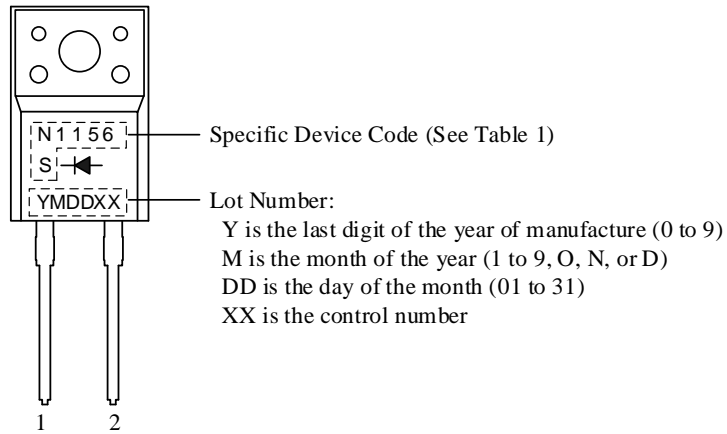 N1156
Specific Device Code (See Table 1)
S
YMDDXX
Lot Number:
Y is the last digit of the year of manufacture (0 to 9)
M is the month of the year (1 to 9, O, N, or D)
DD is the day of the month (01 to 31)
XX is the control number
1 2